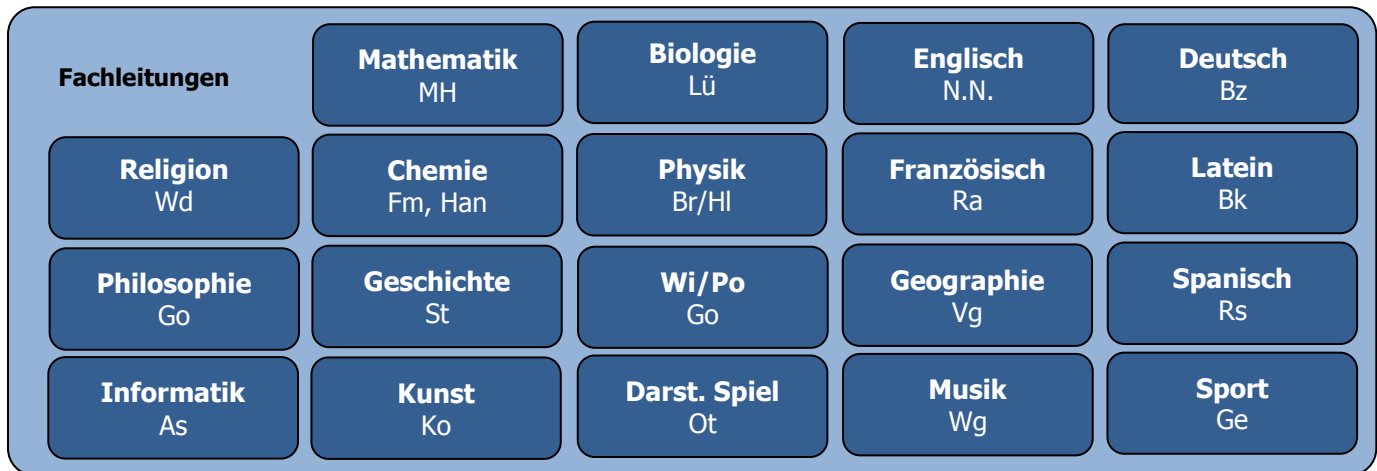 Fachleitungen
Mathematik
MH
Biologie
Lü
Englisch
N.N.
Deutsch
Bz
Religion
Wd
Chemie
Fm, Han
Physik
Br/Hl
Französisch
Ra
Latein
Bk
Philosophie
Go
Geschichte
St
Wi/Po
Go
Geographie
Vg
Spanisch
Rs
Informatik
As
Kunst
Ko
Darst. Spiel
Ot
Musik
Wg
Sport
Ge